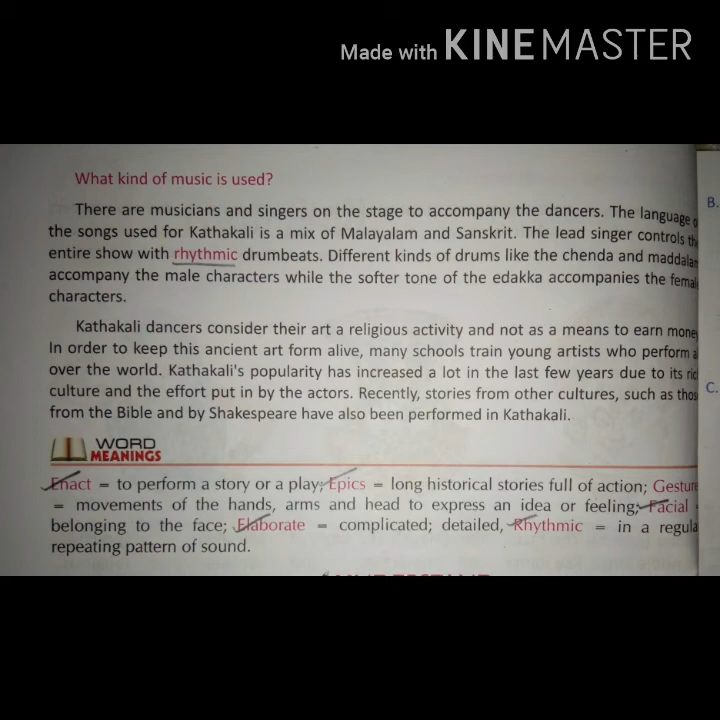 Made with KINEMASTER
What kind of music is used?
There are musicians and singers on the stage to accompany the dancers. The language
the songs used for Kathakali is a mix of Malayalam and Sanskrit. The lead singer controls
entire show with rhythmic drumbeats. Different kinds of drums like the chenda and
accompany the male characters while the softer tone of the edakka accompanies the
characters.
Kathakali dancers consider their art a religious activity and not as a means to earn
In order to keep this ancient art form alive, many schools train young artists who perform
over the world. Kathakali's popularity has increased a lot in the last few years due to its
culture and the effort put in by the actors. Recently, stories from other cultures, such as
from the Bible and by Shakespeare have also been performed in Kathakali.
WORD
MEANINGS
Enact = to perform a story or a play; Epics = long historical stories full of action;
= movements of the hands, arms and head to express an idea or feeling; Facial
belonging to the face; Elaborate = complicated; detailed, Rhythmic = in a
repeating pattern of sound.
B.
C.